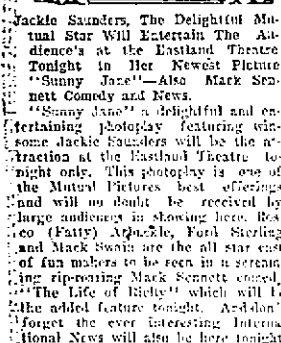 Jackie Saunders, The Delightful Mu-
tual Star Will Entertain The Au-
dience's at the Eastland Theatre
Tonight in Her Newest Picture
"Sunny Jane"—Also Mack Sen-
nett Comedy and News.
"Sunny Jane" a delightful and en-
tertaining photoplay featuring win-
some Jackie Saunders will be the at-
traction at the Eastland Theatre to-
night only. This photoplay is one of
the Mutual Pictures best offerings
and will no doubt be received by
large audiences in showing here. Ros-
co (Fatty) Arbuckle, Ford Sterling
and Mack Swain are the all star cast
of fun makers to be seen in a scream
ing rip-roaring Mack Sennett comedy
"The Life of Rielly" which will be
the added feature tonight. And don'
forget the ever interesting Interna
tional News will also be here tonight